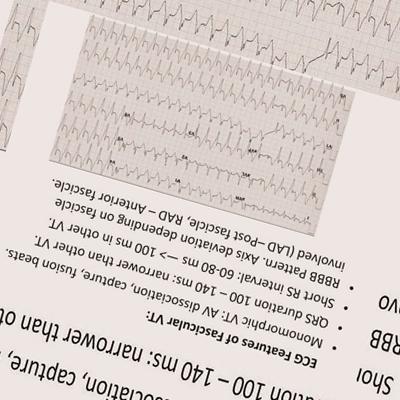 ociation, capture,
ation 100 – 140 ms: narrower than ot
ECG Features of Fascicular VT:
• Monomorphic VT: AV dissociation, capture, fusion beats.
• QRS duration 100 – 140 ms: narrower than other VT.
• Short RS interval: 60-80 ms —> 100 ms in other VT.
• RBBB Pattern. Axis deviation depending on fascicle
involved (LAD –Post fascicle, RAD – Anterior fascicle.
Shor
RBB